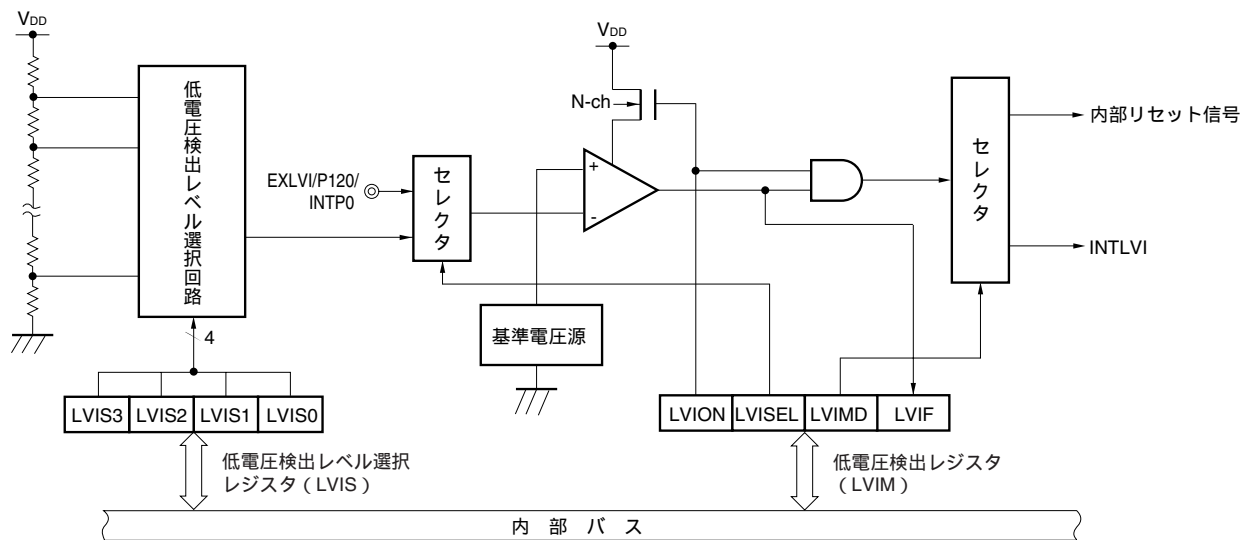 VDD
低電圧検出レベル選択回路
4
LVIS3 LVIS2 LVIS1 LVIS0
低電圧検出レベル選択
レジスタ（LVIS）
EXLVI/P120/
INTP0
セレクタ
VDD
N-ch
+
-
基準電圧源
セレクタ
内部リセット信号
INTLVI
LVION LVISEL LVIMD LVIF
低電圧検出レジスタ
（LVIM）
内 部 バ ス